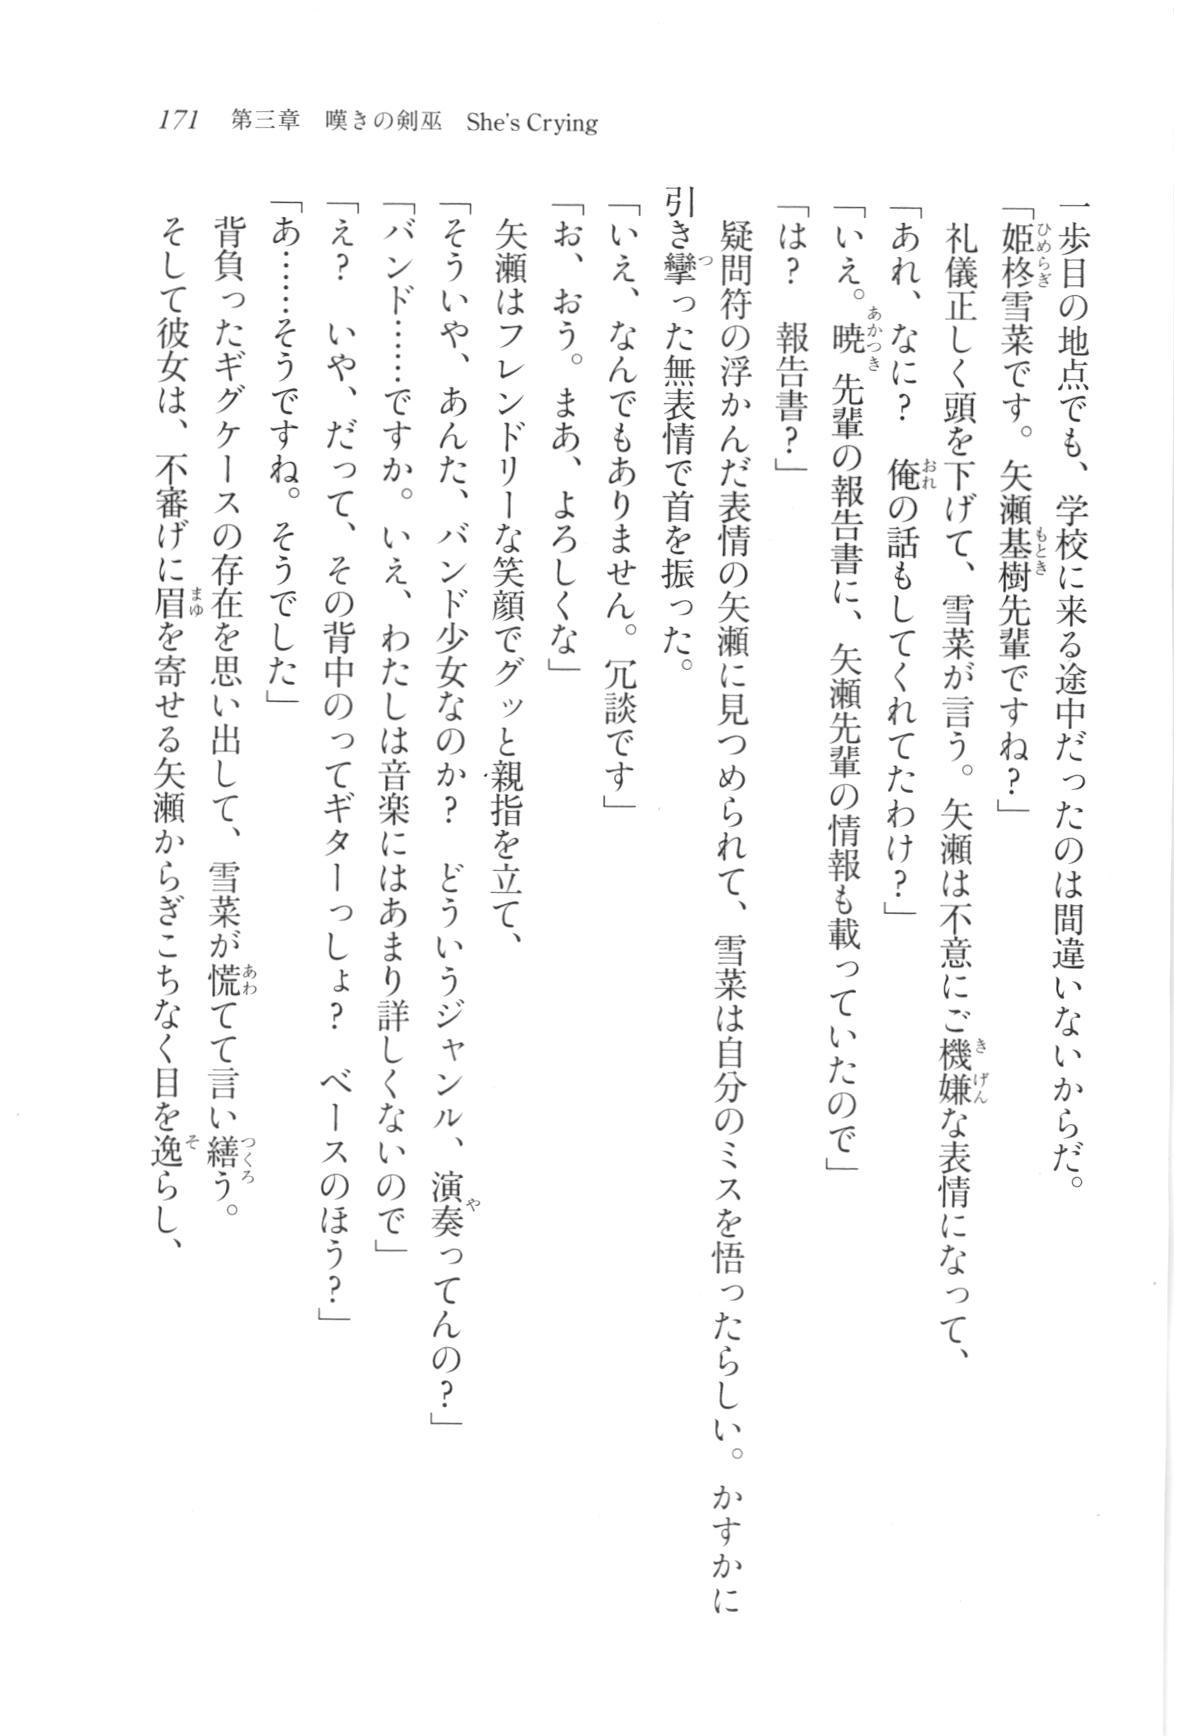 171　第三章　嘆きの剣巫　She's Crying
一歩目の地点でも、学校に来る途中だったのは間違いないからだ。
「姫柊雪菜です。矢瀬基樹先輩ですね？」
礼儀正しく頭を下げて、雪菜が言う。矢瀬は不意にご機嫌な表情になって、
「あれ、なに？　俺の話もしてくれてたわけ？」
「いえ。暁先輩の報告書に、矢瀬先輩の情報も載っていたので」
「は？　報告書？」
疑問符の浮かんだ表情の矢瀬に見つめられて、雪菜は自分のミスを悟ったらしい。かすかに
引き攣った無表情で首を振った。
「いえ、なんでもありません。冗談です」
「お、おう。まあ、よろしくな」
矢瀬はフレンドリーな笑顔でグッと親指を立て、
「そういや、あんた、バンド少女なのか？　どういうジャンル、演奏ってんの？」
「バンド……ですか。いえ、わたしは音楽にはあまり詳しくないので」
「え？　いや、だって、その背中のってギターっしょ？　ベースのほう？」
「あ……そうですね。そうでした」
背負ったギグケースの存在を思い出して、雪菜が慌てて言い繕う。
そして彼女は、不審げに眉を寄せる矢瀬からぎこちなく目を逸らし、